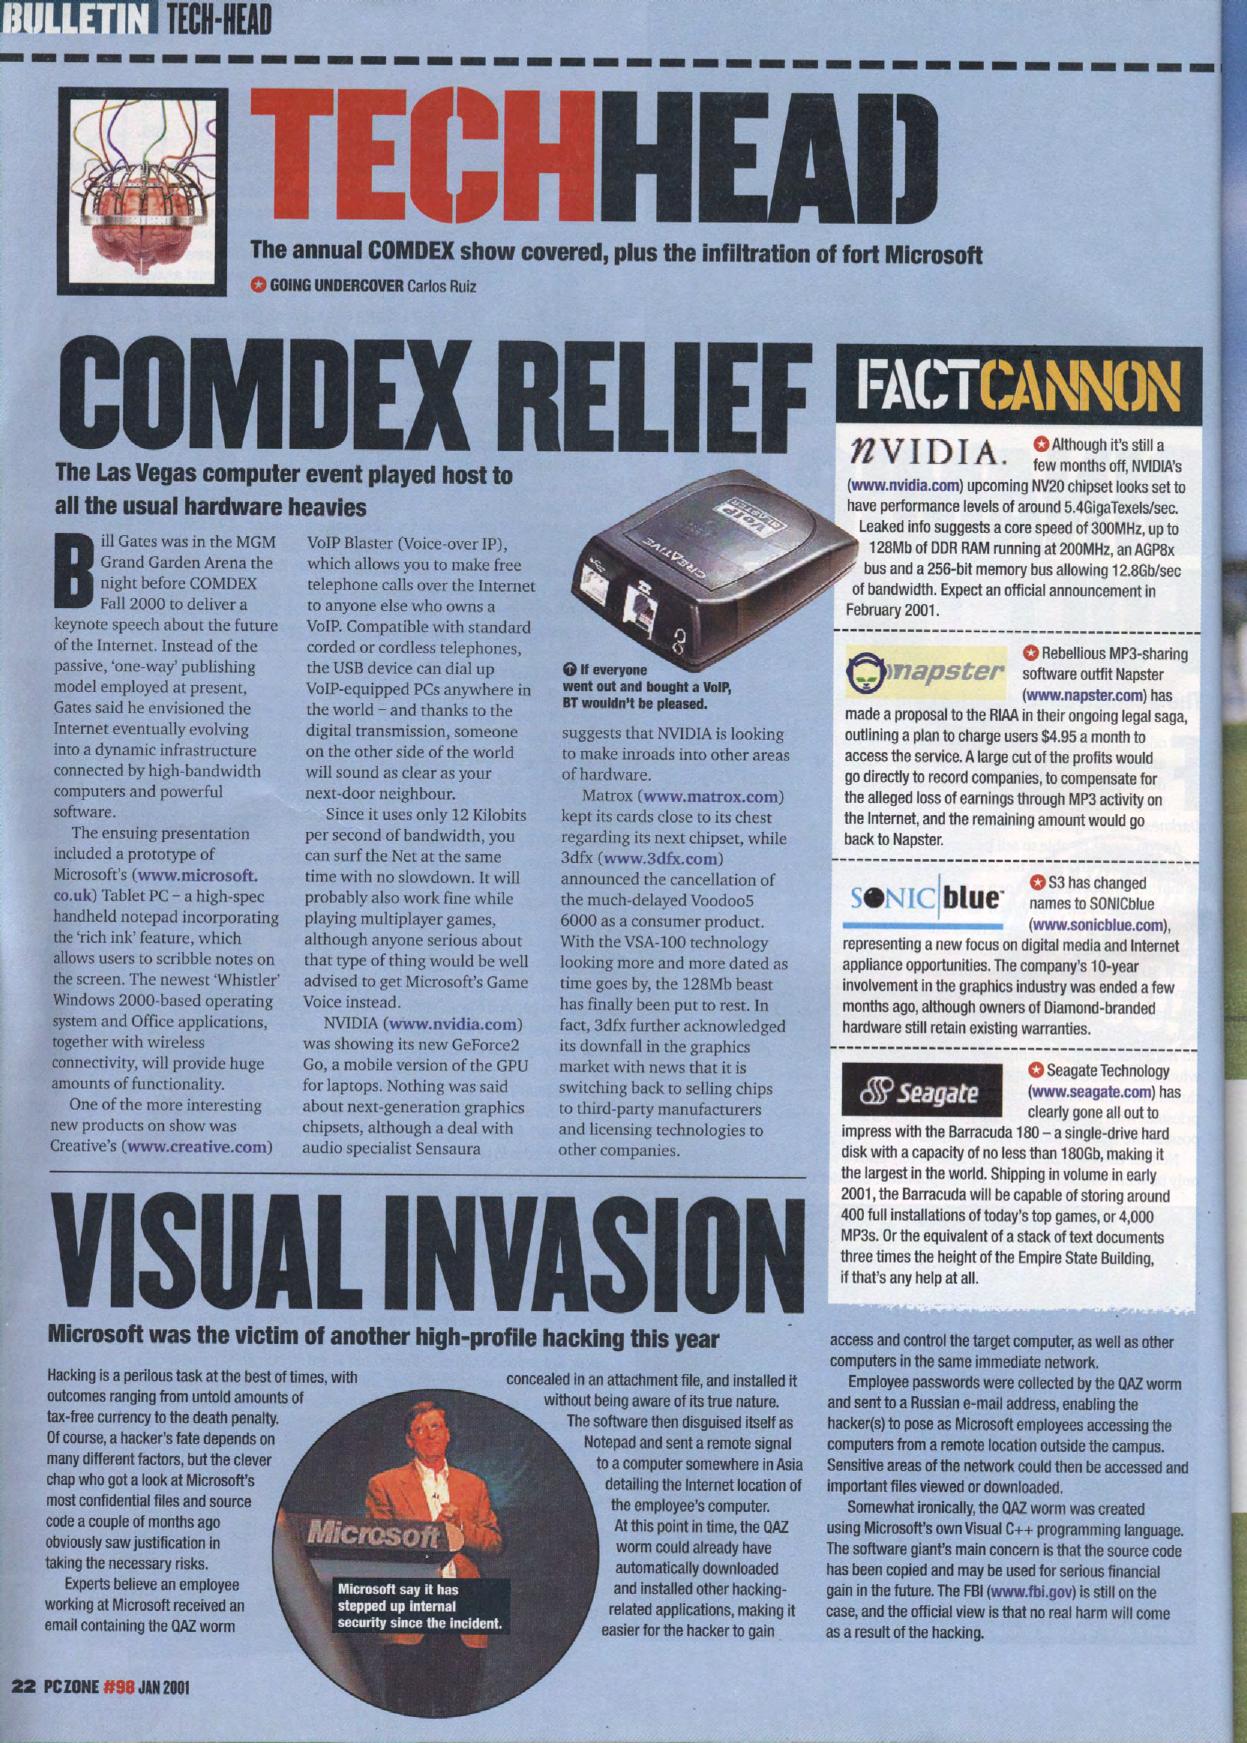 BULLETIN TECH-HEAD
TECHHEAD
The annual COMDEX show covered, plus the infiltration of fort Microsoft
GOING UNDERCOVER Carlos Ruiz
COMDEX RELIEF
The Las Vegas computer event played host to
all the usual hardware heavies
Bill Gates was in the MGM
Grand Garden Arena the
night before COMDEX
Fall 2000 to deliver a
keynote speech about the future
of the Internet. Instead of the
passive, 'one-way' publishing
model employed at present,
Gates said he envisioned the
Internet eventually evolving
into a dynamic infrastructure
connected by high-bandwidth
computers and powerful
software.
The ensuing presentation
included a prototype of
Microsoft's (www.microsoft.
co.uk) Tablet PC – a high-spec
handheld notepad incorporating
the 'rich ink' feature, which
allows users to scribble notes on
the screen. The newest 'Whistler'
Windows 2000-based operating
system and Office applications,
together with wireless
connectivity, will provide huge
amounts of functionality.
One of the more interesting
new products on show was
Creative's (www.creative.com)
VoIP Blaster (Voice-over IP),
which allows you to make free
telephone calls over the Internet
to anyone else who owns a
VoIP. Compatible with standard
corded or cordless telephones,
the USB device can dial up
VoIP-equipped PCs anywhere in
the world – and thanks to the
digital transmission, someone
on the other side of the world
will sound as clear as your
next-door neighbour.
Since it uses only 12 Kilobits
per second of bandwidth, you
can surf the Net at the same
time with no slowdown. It will
probably also work fine while
playing multiplayer games,
although anyone serious about
that type of thing would be well
advised to get Microsoft's Game
Voice instead.
NVIDIA (www.nvidia.com)
was showing its new GeForce2
Go, a mobile version of the GPU
for laptops. Nothing was said
about next-generation graphics
chipsets, although a deal with
audio specialist Sensaura
VoIP
BLASTER
CREATIVE
If everyone
went out and bought a VoIP,
BT wouldn't be pleased.
suggests that NVIDIA is looking
to make inroads into other areas
of hardware.
Matrox (www.matrox.com)
kept its cards close to its chest
regarding its next chipset, while
3dfx (www.3dfx.com)
announced the cancellation of
the much-delayed Voodoo5
6000 as a consumer product.
With the VSA-100 technology
looking more and more dated as
time goes by, the 128Mb beast
has finally been put to rest. In
fact, 3dfx further acknowledged
its downfall in the graphics
market with news that it is
switching back to selling chips
to third-party manufacturers
and licensing technologies to
other companies.
FACTCANNON
NVIDIA.
Although it's still a
few months off, NVIDIA's
(www.nvidia.com) upcoming NV20 chipset looks set to
have performance levels of around 5.4GigaTexels/sec.
Leaked info suggests a core speed of 300MHz, up to
128Mb of DDR RAM running at 200MHz, an AGP8x
bus and a 256-bit memory bus allowing 12.8Gb/sec
of bandwidth. Expect an official announcement in
February 2001.
napster
Rebellious MP3-sharing
software outfit Napster
(www.napster.com) has
made a proposal to the RIAA in their ongoing legal saga,
outlining a plan to charge users $4.95 a month to
access the service. A large cut of the profits would
go directly to record companies, to compensate for
the alleged loss of earnings through MP3 activity on
the Internet, and the remaining amount would go
back to Napster.
SONIC|blue™
S3 has changed
names to SONICblue
(www.sonicblue.com),
representing a new focus on digital media and Internet
appliance opportunities. The company's 10-year
involvement in the graphics industry was ended a few
months ago, although owners of Diamond-branded
hardware still retain existing warranties.
Seagate
Seagate Technology
(www.seagate.com) has
clearly gone all out to
impress with the Barracuda 180 – a single-drive hard
disk with a capacity of no less than 180Gb, making it
the largest in the world. Shipping in volume in early
2001, the Barracuda will be capable of storing around
400 full installations of today's top games, or 4,000
MP3s. Or the equivalent of a stack of text documents
three times the height of the Empire State Building,
if that's any help at all.
VISUAL INVASION
Microsoft was the victim of another high-profile hacking this year
Hacking is a perilous task at the best of times, with
outcomes ranging from untold amounts of
tax-free currency to the death penalty.
Of course, a hacker's fate depends on
many different factors, but the clever
chap who got a look at Microsoft's
most confidential files and source
code a couple of months ago
obviously saw justification in
taking the necessary risks.
Experts believe an employee
working at Microsoft received an
email containing the QAZ worm
Microsoft
Microsoft say it has
stepped up internal
security since the incident.
concealed in an attachment file, and installed it
without being aware of its true nature.
The software then disguised itself as
Notepad and sent a remote signal
to a computer somewhere in Asia
detailing the Internet location of
the employee's computer.
At this point in time, the QAZ
worm could already have
automatically downloaded
and installed other hacking-
related applications, making it
easier for the hacker to gain
access and control the target computer, as well as other
computers in the same immediate network.
Employee passwords were collected by the QAZ worm
and sent to a Russian e-mail address, enabling the
hacker(s) to pose as Microsoft employees accessing the
computers from a remote location outside the campus.
Sensitive areas of the network could then be accessed and
important files viewed or downloaded.
Somewhat ironically, the QAZ worm was created
using Microsoft's own Visual C++ programming language.
The software giant's main concern is that the source code
has been copied and may be used for serious financial
gain in the future. The FBI (www.fbi.gov) is still on the
case, and the official view is that no real harm will come
as a result of the hacking.
22 PCZONE #98 JAN 2001